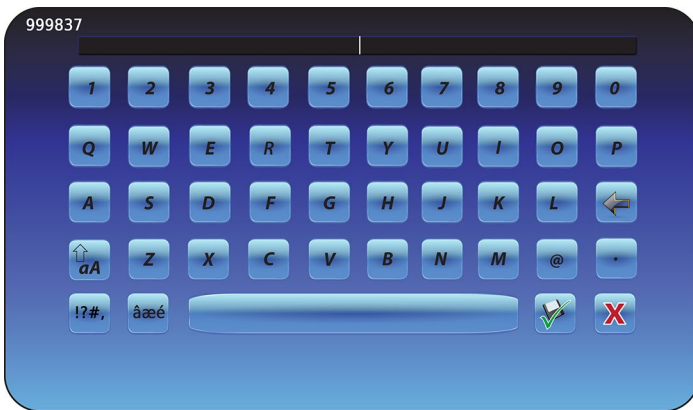 999837
1 2 3 4 5 6 7 8 9 0
Q W E R T Y U I O P
A S D F G H J K L
aA Z X C V B N M @ .
!?#, âæé
X